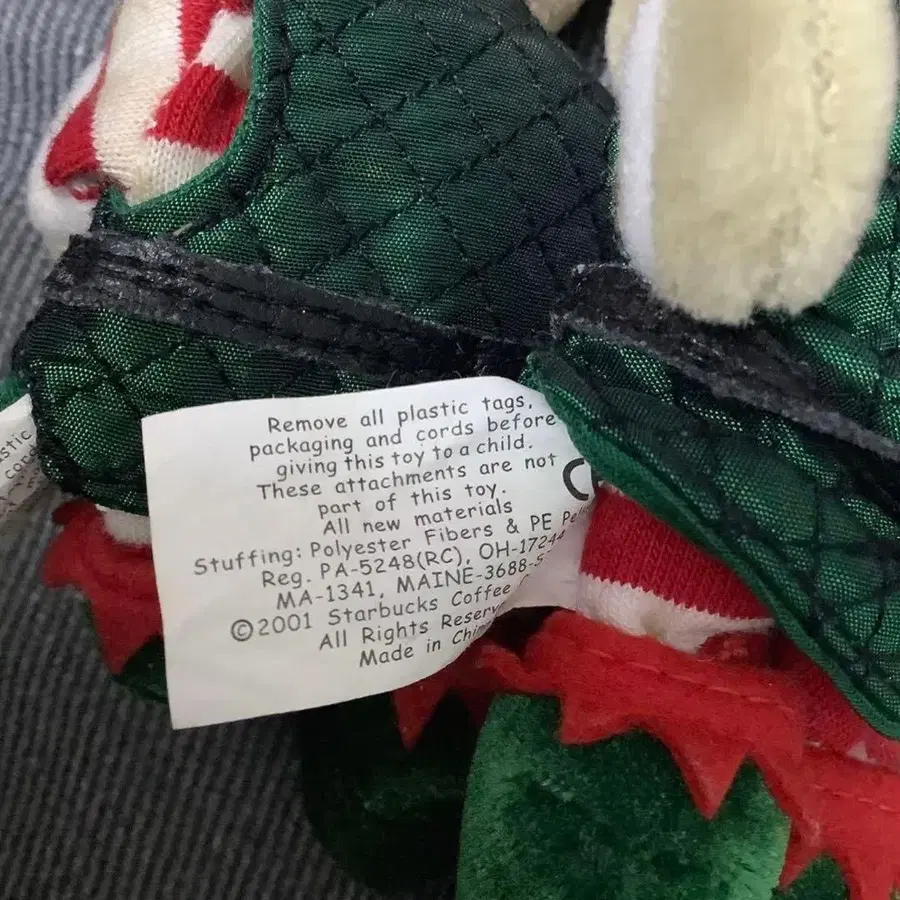 Remove all plastic tags,
packaging and cords before
giving this toy to a child.
These attachments are not
part of this toy.
All new materials
Stuffing: Polyester Fibers & PE
Reg. PA-5248(RC), OH-17244
MA-1341, MAINE-3688-
©2001 Starbucks Coffee
All Rights
Made in